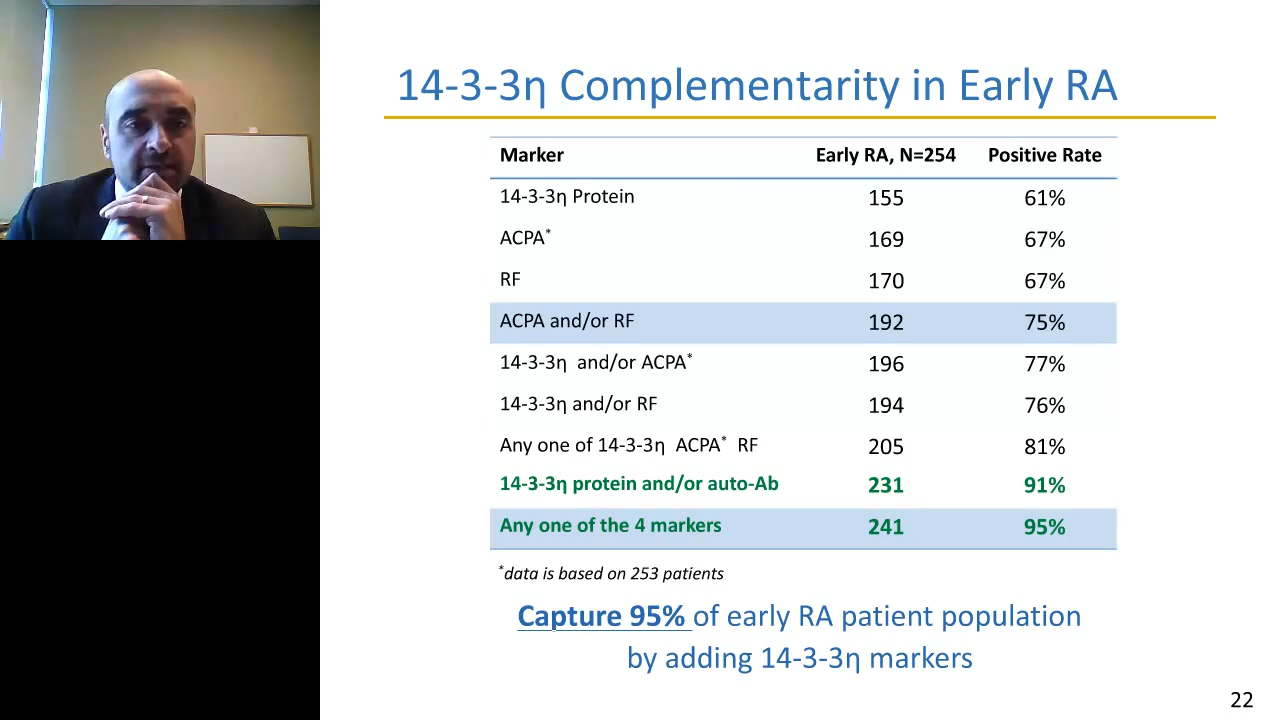 14-3-3η Complementarity in Early RA
Marker Early RA, N=254 Positive Rate
14-3-3η Protein 155 61%
ACPA* 169 67%
RF 170 67%
ACPA and/or RF 192 75%
14-3-3η and/or ACPA* 196 77%
14-3-3η and/or RF 194 76%
Any one of 14-3-3η ACPA* RF 205 81%
14-3-3η protein and/or auto-Ab 231 91%
Any one of the 4 markers 241 95%
*data is based on 253 patients
Capture 95% of early RA patient population
by adding 14-3-3η markers
22